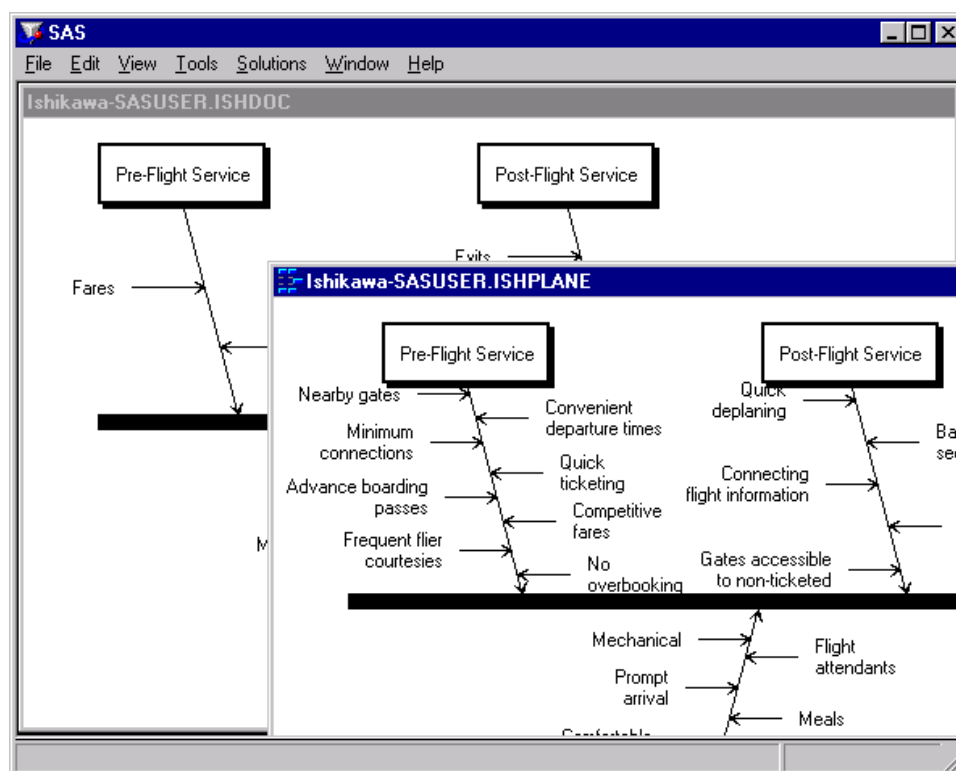 SAS
File Edit View Tools Solutions Window Help
Ishikawa-SASUSER.ISHDOC
Pre-Flight Service
Post-Flight Service
Exits
Fares
Ishikawa-SASUSER.ISHPLANE
Pre-Flight Service
Post-Flight Service
Nearby gates
Convenient
departure times
Minimum
connections
Quick
ticketing
Advance boarding
passes
Competitive
fares
Frequent flier
courtesies
No
overbooking
Quick
deplaning
Connecting
flight information
Gates accessible
to non-ticketed
Mechanical
Flight
attendants
Prompt
arrival
Meals
Comfortable